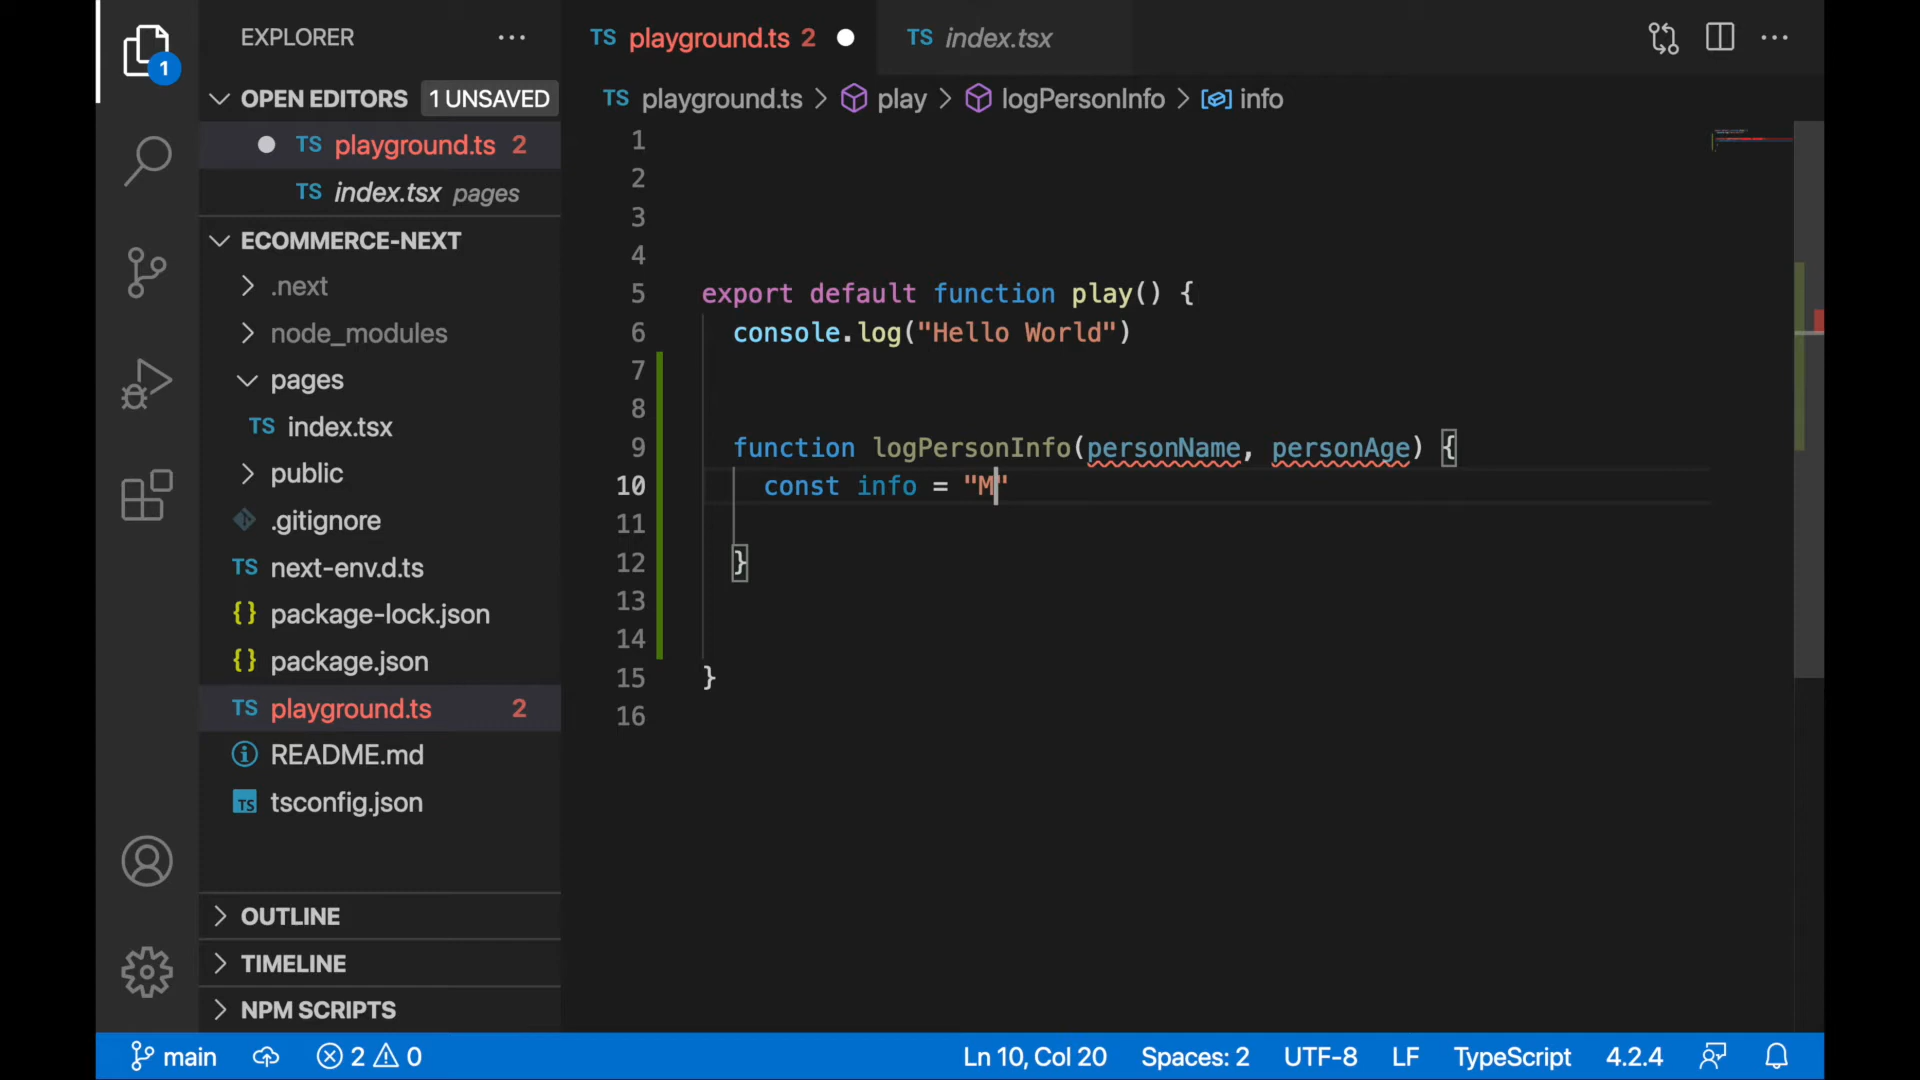 EXPLORER
1
OPEN EDITORS 1 UNSAVED
TS playground.ts 2
TS index.tsx pages
ECOMMERCE-NEXT
.next
node_modules
pages
TS index.tsx
public
.gitignore
TS next-env.d.ts
{} package-lock.json
{} package.json
TS playground.ts 2
README.md
TS tsconfig.json
OUTLINE
TIMELINE
NPM SCRIPTS
TS playground.ts 2 TS index.tsx
TS playground.ts > play > logPersonInfo > info
1
2
3
4
5 export default function play() {
6 console.log("Hello World")
7
8
9 function logPersonInfo(personName, personAge) {
10 const info = "M"
11
12 }
13
14
15 }
16
main 2 0 Ln 10, Col 20 Spaces: 2 UTF-8 LF TypeScript 4.2.4